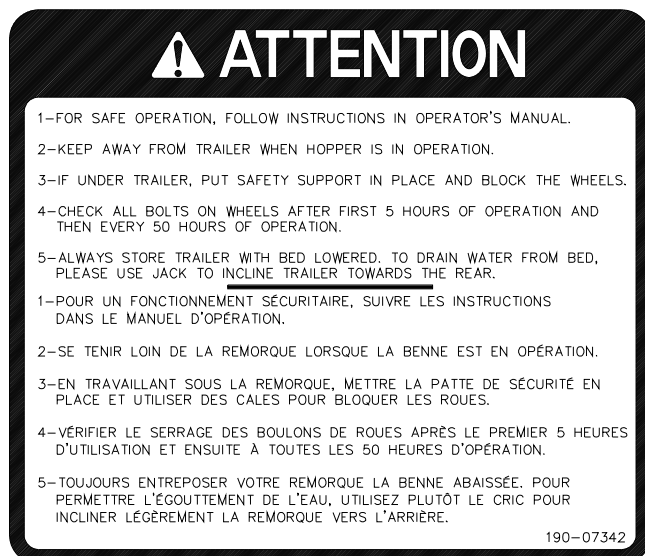 ATTENTION
1-FOR SAFE OPERATION, FOLLOW INSTRUCTIONS IN OPERATOR'S MANUAL.
2-KEEP AWAY FROM TRAILER WHEN HOPPER IS IN OPERATION.
3-IF UNDER TRAILER, PUT SAFETY SUPPORT IN PLACE AND BLOCK THE WHEELS.
4-CHECK ALL BOLTS ON WHEELS AFTER FIRST 5 HOURS OF OPERATION AND
THEN EVERY 50 HOURS OF OPERATION.
5-ALWAYS STORE TRAILER WITH BED LOWERED. TO DRAIN WATER FROM BED,
PLEASE USE JACK TO INCLINE TRAILER TOWARDS THE REAR.
1-POUR UN FONCTIONNEMENT SÉCURITAIRE, SUIVRE LES INSTRUCTIONS
DANS LE MANUEL D'OPÉRATION.
2-SE TENIR LOIN DE LA REMORQUE LORSQUE LA BENNE EST EN OPÉRATION.
3-EN TRAVAILLANT SOUS LA REMORQUE, METTRE LA PATTE DE SÉCURITÉ EN
PLACE ET UTILISER DES CALES POUR BLOQUER LES ROUES.
4-VÉRIFIER LE SERRAGE DES BOULONS DE ROUES APRÈS LE PREMIER 5 HEURES
D'UTILISATION ET ENSUITE À TOUTES LES 50 HEURES D'OPÉRATION.
5-TOUJOURS ENTREPOSER VOTRE REMORQUE LA BENNE ABAISSÉE. POUR
PERMETTRE L'ÉGOUTTEMENT DE L'EAU, UTILISEZ PLUTÔT LE CRIC POUR
INCLINER LÉGÈREMENT LA REMORQUE VERS L'ARRIÈRE.
190-07342